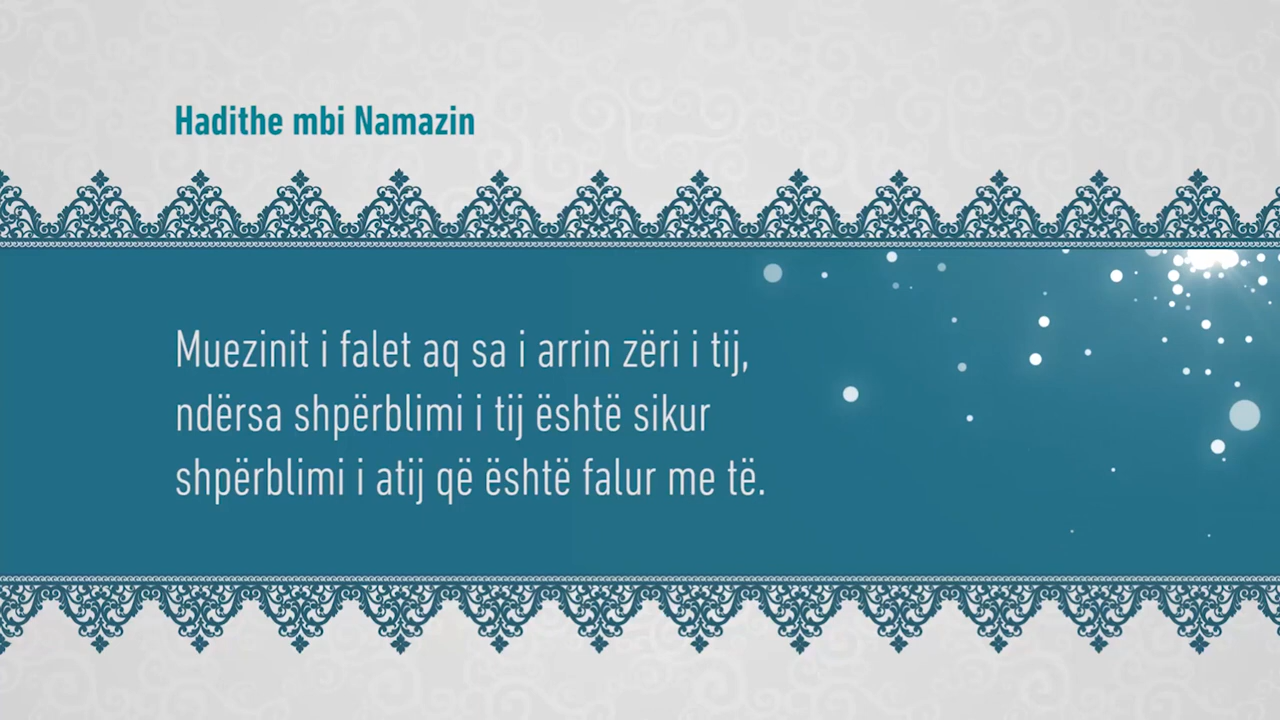 Hadithe mbi Namazin
Muezinit i falet aq sa i arrin zëri i tij,
ndërsa shpërblimi i tij është sikur
shpërblimi i atij që është falur me të.